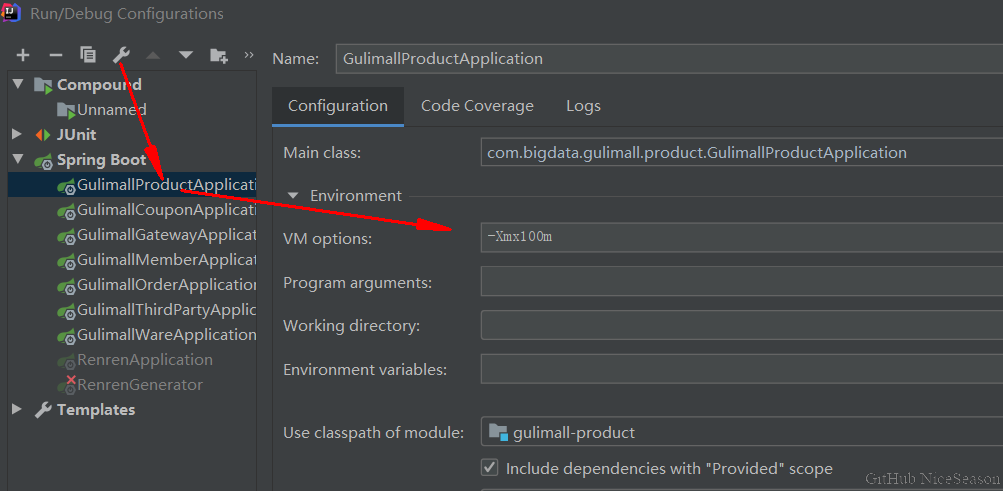 Run/Debug Configurations
Name: GulimallProductApplication
Compound
Unnamed
JUnit
Spring Boot
GulimallProductApplicati
GulimallCouponApplicati
GulimallGatewayApplicat
GulimallMemberApplicat
GulimallOrderApplication
GulimallThirdPartyApplic
GulimallWareApplication
RenrenApplication
RenrenGenerator
Templates
Configuration Code Coverage Logs
Main class: com.bigdata.gulimall.product.GulimallProductApplication
Environment
VM options: -Xmx100m
Program arguments:
Working directory:
Environment variables:
Use classpath of module: gulimall-product
Include dependencies with "Provided" scope
GitHub NiceSeason